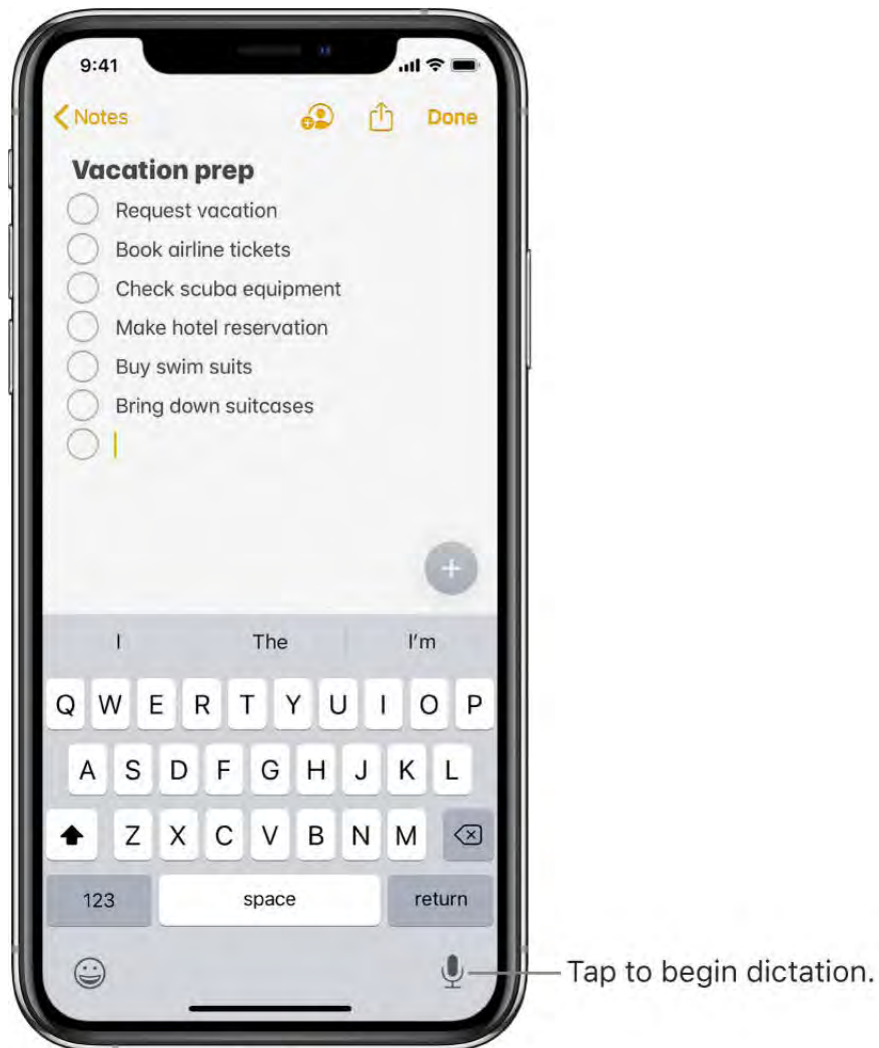 9:41
Notes
Done
Vacation prep
Request vacation
Book airline tickets
Check scuba equipment
Make hotel reservation
Buy swim suits
Bring down suitcases
I The I'm
Q W E R T Y U I O P
A S D F G H J K L
Z X C V B N M
123 space return
Tap to begin dictation.